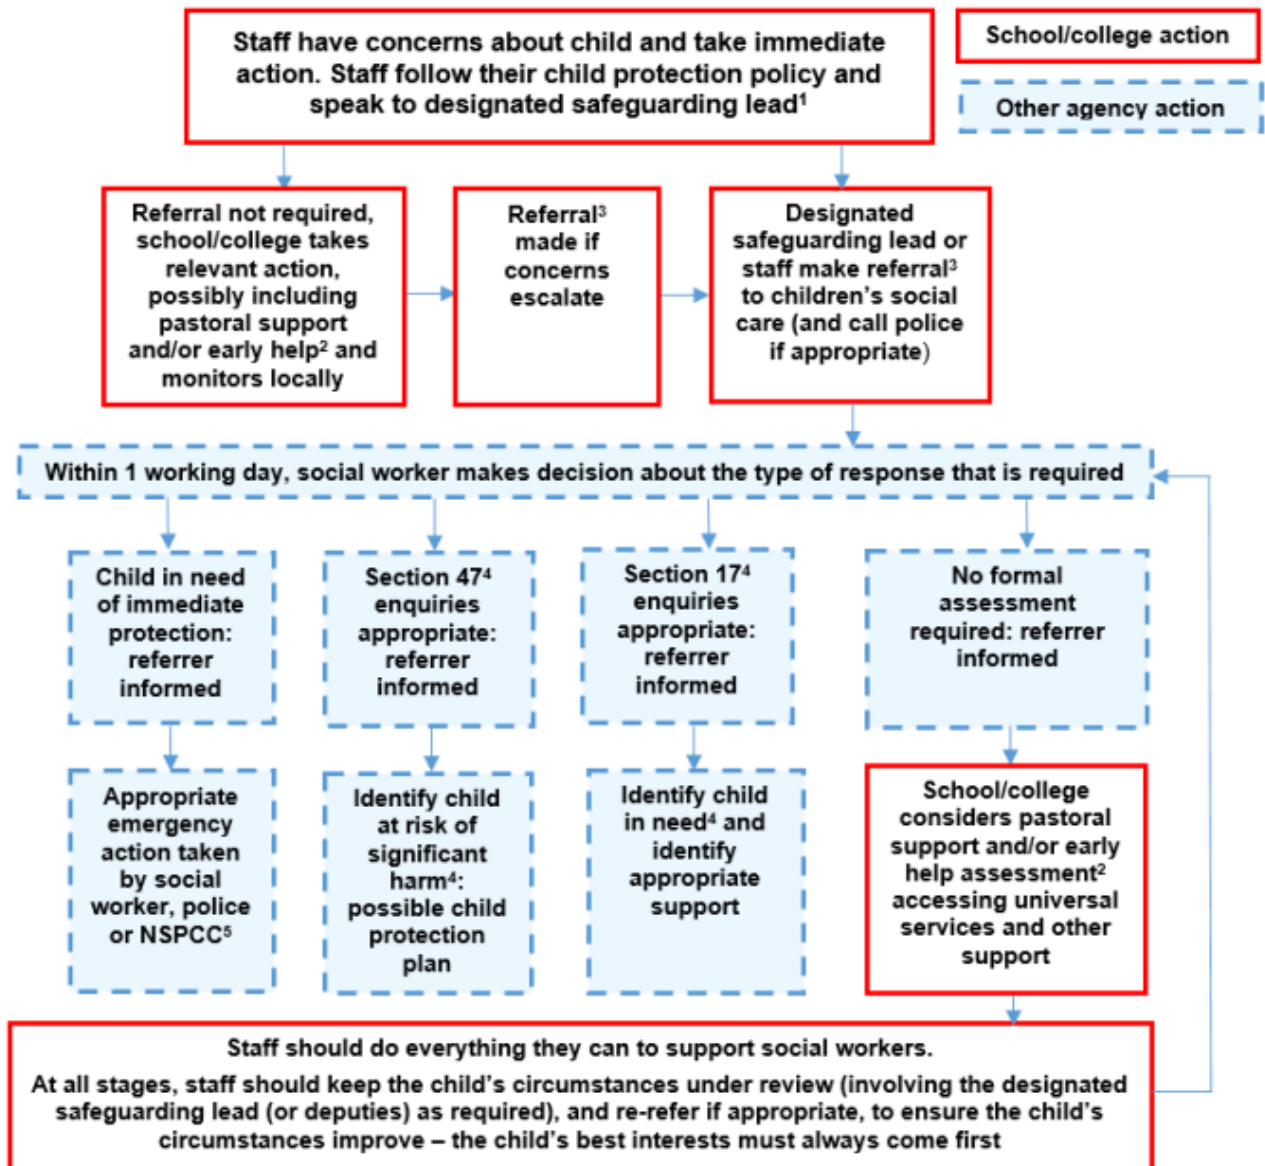 Staff have concerns about child and take immediate
action. Staff follow their child protection policy and
speak to designated safeguarding lead¹
School/college action
Other agency action
Referral not required,
school/college takes
relevant action,
possibly including
pastoral support
and/or early help² and
monitors locally
Referral³
made if
concerns
escalate
Designated
safeguarding lead or
staff make referral³
to children’s social
care (and call police
if appropriate)
Within 1 working day, social worker makes decision about the type of response that is required
Child in need
of immediate
protection:
referrer
informed
Section 47⁴
enquiries
appropriate:
referrer
informed
Section 17⁴
enquiries
appropriate:
referrer
informed
No formal
assessment
required: referrer
informed
Appropriate
emergency
action taken
by social
worker, police
or NSPCC⁵
Identify child
at risk of
significant
harm⁴:
possible child
protection
plan
Identify child
in need⁴ and
identify
appropriate
support
School/college
considers pastoral
support and/or early
help assessment²
accessing universal
services and other
support
Staff should do everything they can to support social workers.
At all stages, staff should keep the child’s circumstances under review (involving the designated
safeguarding lead (or deputies) as required), and re-refer if appropriate, to ensure the child’s
circumstances improve – the child’s best interests must always come first